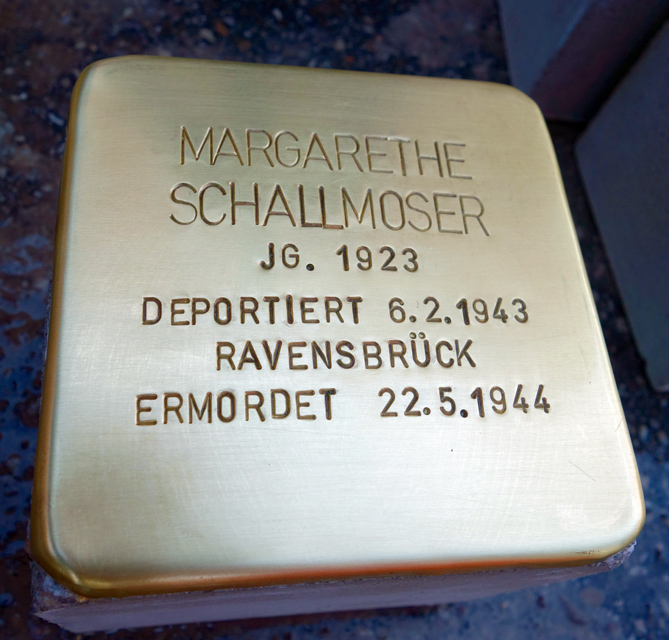 MARGARETHE
SCHALLMOSER
JG. 1923
DEPORTIERT 6.2.1943
RAVENSBRÜCK
ERMORDET 22.5.1944